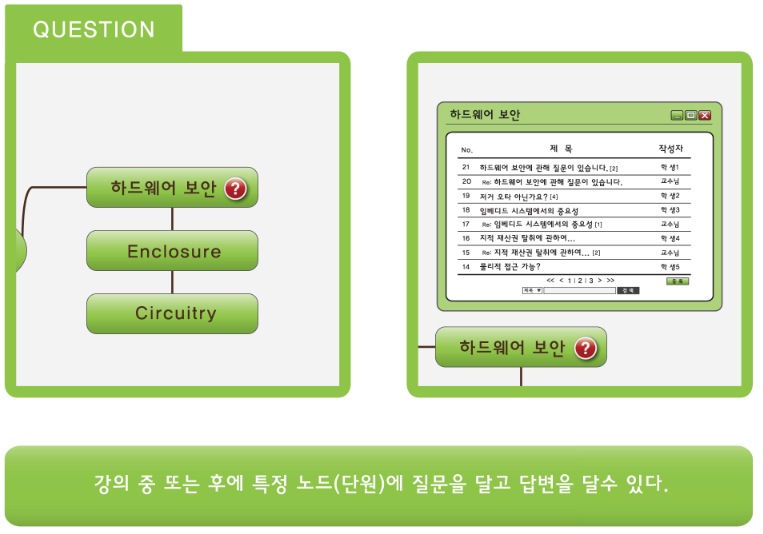 QUESTION
하드웨어 보안 ?
Enclosure
Circuitry
하드웨어 보안
No. 제 목 작성자
21 하드웨어 보안에 관해 질문이 있습니다. [2] 학생1
20 Re: 하드웨어 보안에 관해 질문이 있습니다. 교수님
19 저거 오타 아닌가요? [4] 학생2
18 임베디드 시스템에서의 중요성 학생3
17 Re: 임베디드 시스템에서의 중요성 [1] 교수님
16 지적 재산권 탈취에 관하여... 학생4
15 Re: 지적 재산권 탈취에 관하여... [2] 교수님
14 물리적 접근 가능? 학생5
<< < 1 | 2 | 3 > >> 등록
제목 ▼ 검색
하드웨어 보안 ?
강의 중 또는 후에 특정 노드(단원)에 질문을 달고 답변을 달수 있다.